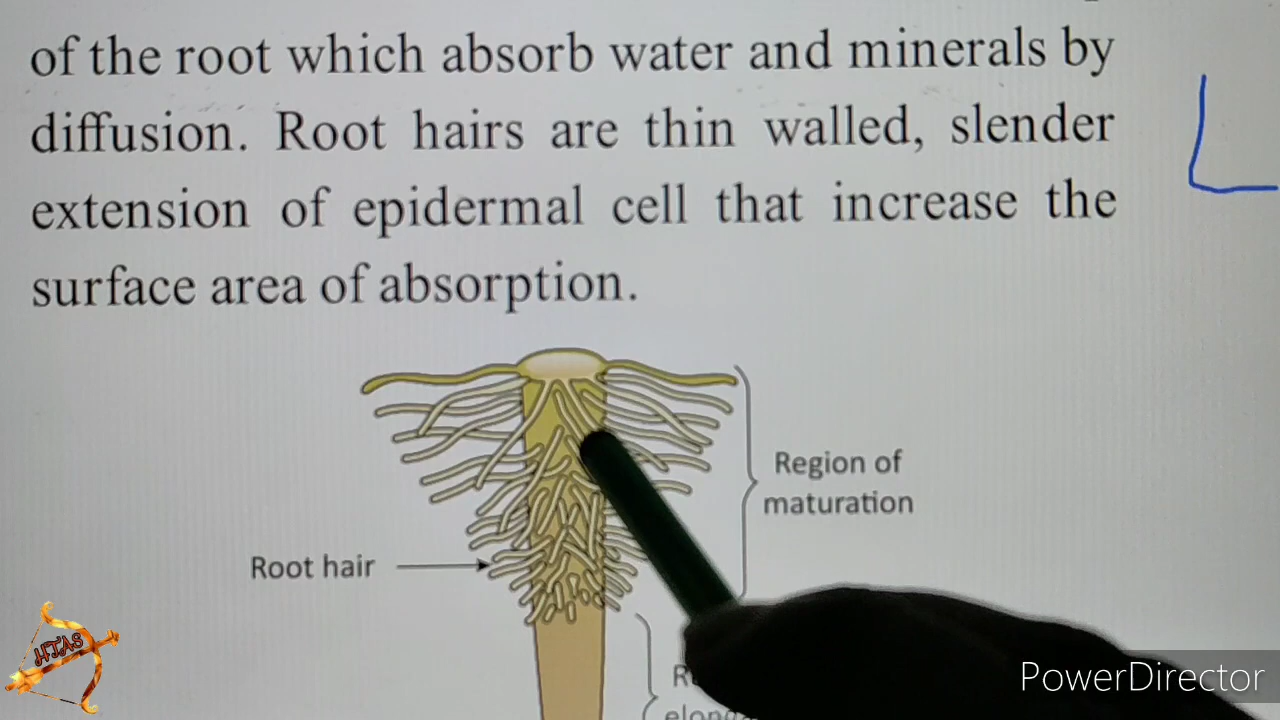 of the root which absorb water and minerals by
diffusion. Root hairs are thin walled, slender
extension of epidermal cell that increase the
surface area of absorption.
Region of
maturation
Root hair
HTAS
PowerDirector